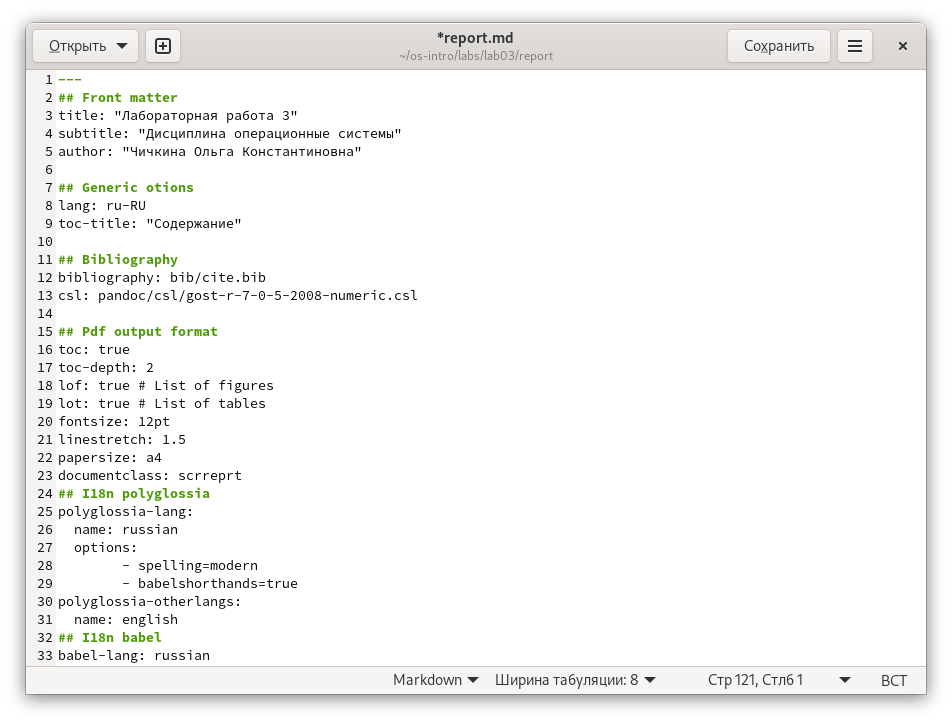 Открыть
*report.md
~/os-intro/labs/lab03/report
Сохранить
1 ---
2 ## Front matter
3 title: "Лабораторная работа 3"
4 subtitle: "Дисциплина операционные системы"
5 author: "Чичкина Ольга Константиновна"
6
7 ## Generic otions
8 lang: ru-RU
9 toc-title: "Содержание"
10
11 ## Bibliography
12 bibliography: bib/cite.bib
13 csl: pandoc/csl/gost-r-7-0-5-2008-numeric.csl
14
15 ## Pdf output format
16 toc: true
17 toc-depth: 2
18 lof: true # List of figures
19 lot: true # List of tables
20 fontsize: 12pt
21 linestretch: 1.5
22 papersize: a4
23 documentclass: scrreprt
24 ## I18n polyglossia
25 polyglossia-lang:
26   name: russian
27   options:
28         - spelling=modern
29         - babelshorthands=true
30 polyglossia-otherlangs:
31   name: english
32 ## I18n babel
33 babel-lang: russian
Markdown Ширина табуляции: 8 Стр 121, Стлб 1 ВСТ